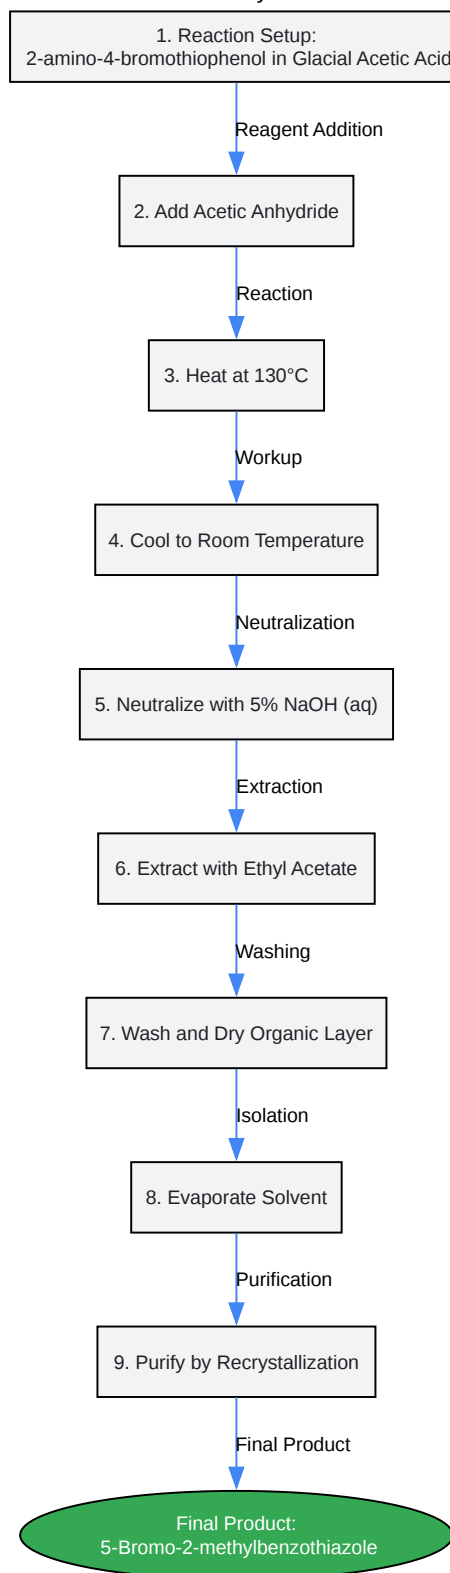 1. Reaction Setup:
2-amino-4-bromothiophenol in Glacial Acetic Acid
Reagent Addition
2. Add Acetic Anhydride
Reaction
3. Heat at 130°C
Workup
4. Cool to Room Temperature
Neutralization
5. Neutralize with 5% NaOH (aq)
Extraction
6. Extract with Ethyl Acetate
Washing
7. Wash and Dry Organic Layer
Isolation
8. Evaporate Solvent
Purification
9. Purify by Recrystallization
Final Product
Final Product:
5-Bromo-2-methylbenzothiazole